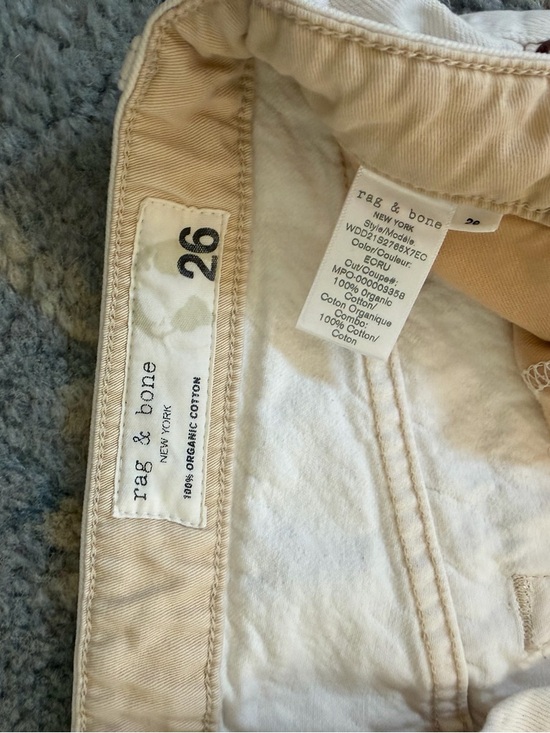 26
rag & bone
NEW YORK
100% ORGANIC COTTON
rag & bone
NEW YORK
Style/Modèle
WDD21S2765X7EC
Color/Couleur:
ECRU
Cut/Coupe#:
MPO-00000935B
100% Organic
Cotton/
Coton Organique
Combo:
100% Cotton/
Coton